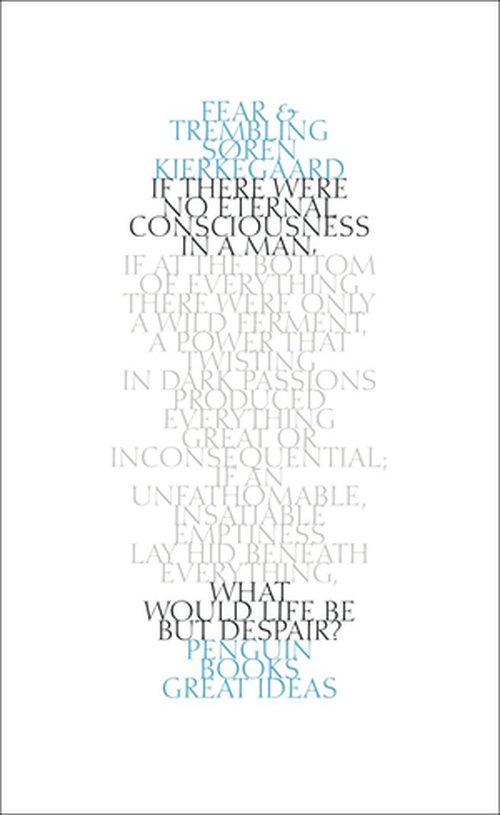 FEAR &
TREMBLING
SØREN
KIERKEGAARD
IF THERE WERE
NO ETERNAL
CONSCIOUSNESS
IN A MAN,
IF AT THE BOTTOM
OF EVERYTHING
THERE WERE ONLY
A WILD FERMENT,
A POWER THAT
TWISTING
IN DARK PASSIONS
PRODUCED
EVERYTHING
GREAT OR
INCONSEQUENTIAL;
IF AN
UNFATHOMABLE,
INSATIABLE
EMPTINESS
LAY HID BENEATH
EVERYTHING,
WHAT
WOULD LIFE BE
BUT DESPAIR?
PENGUIN
BOOKS
GREAT IDEAS